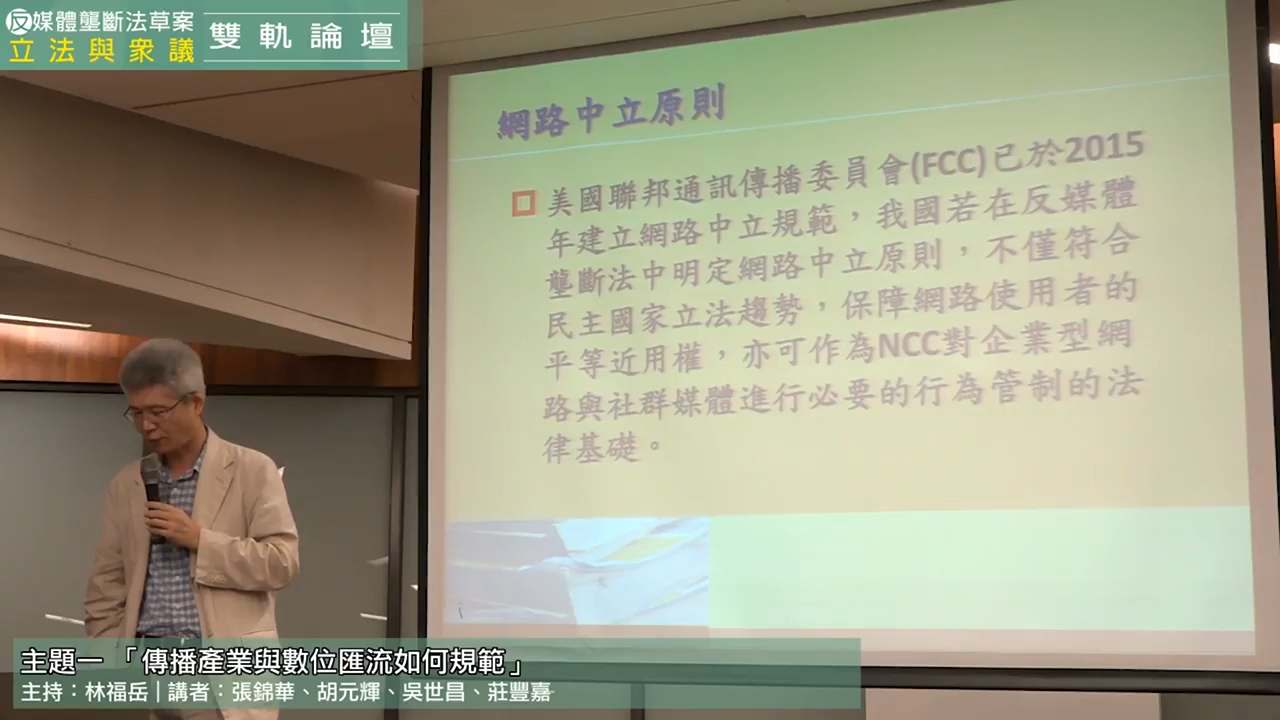 反媒體壟斷法草案
立法與衆議
雙軌論壇
網路中立原則
美國聯邦通訊傳播委員會(FCC)已於2015
年建立網路中立規範，我國若在反媒體
壟斷法中明定網路中立原則，不僅符合
民主國家立法趨勢，保障網路使用者的
平等近用權，亦可作為NCC對企業型網
路與社群媒體進行必要的行為管制的法
律基礎。
主題一 「傳播產業與數位匯流如何規範」
主持：林福岳 | 講者：張錦華、胡元輝、吳世昌、莊豐嘉